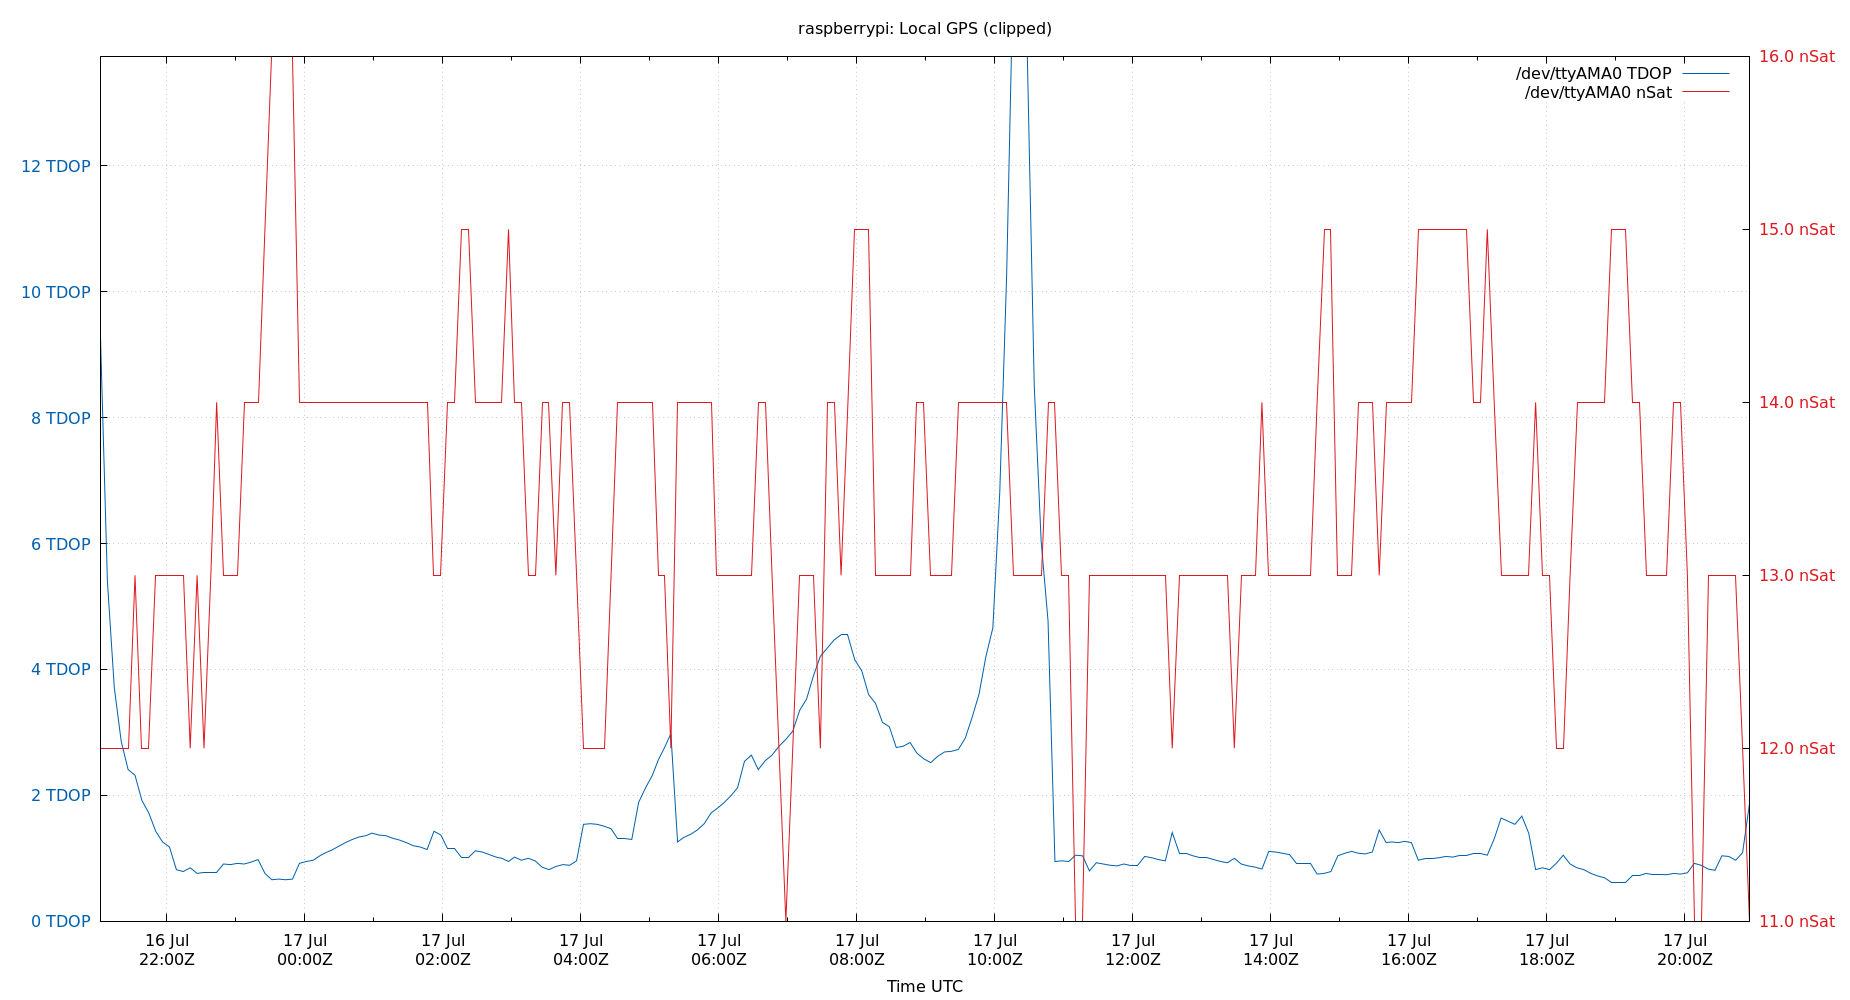 raspberrypi: Local GPS (clipped)
/dev/ttyAMA0 TDOP
/dev/ttyAMA0 nSat
12 TDOP
10 TDOP
8 TDOP
6 TDOP
4 TDOP
2 TDOP
0 TDOP
16.0 nSat
15.0 nSat
14.0 nSat
13.0 nSat
12.0 nSat
11.0 nSat
16 Jul 17 Jul 17 Jul 17 Jul 17 Jul 17 Jul 17 Jul 17 Jul 17 Jul 17 Jul 17 Jul 17 Jul
22:00Z 00:00Z 02:00Z 04:00Z 06:00Z 08:00Z 10:00Z 12:00Z 14:00Z 16:00Z 18:00Z 20:00Z
Time UTC